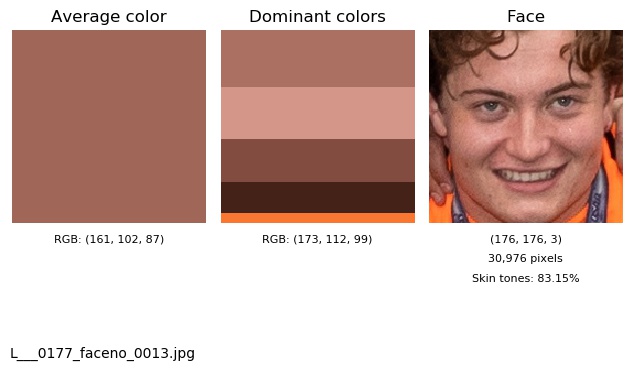 Average color
Dominant colors
Face
RGB: (161, 102, 87)
RGB: (173, 112, 99)
(176, 176, 3)
30,976 pixels
Skin tones: 83.15%
L___0177_faceno_0013.jpg